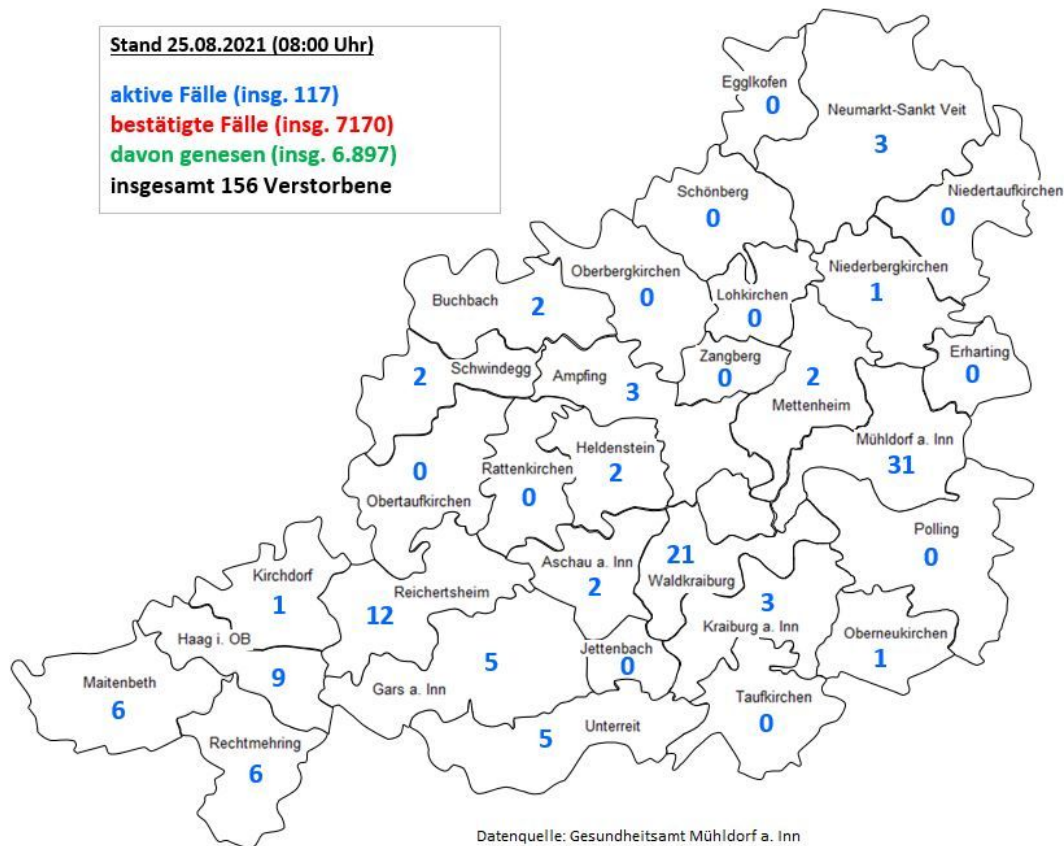 Stand 25.08.2021 (08:00 Uhr)
aktive Fälle (insg. 117)
bestätigte Fälle (insg. 7170)
davon genesen (insg. 6.897)
insgesamt 156 Verstorbene
Egglkofen
0
Neumarkt-Sankt Veit
3
Niedertaufkirchen
0
Schönberg
0
Oberbergkirchen
0
Lohkirchen
0
Niederbergkirchen
1
Buchbach
2
Schwindegg
2
Ampfing
3
Zangberg
0
2
Mettenheim
Erharting
0
Mühldorf a. Inn
31
0
Obertaufkirchen
Rattenkirchen
0
Heldenstein
2
Polling
0
Kirchdorf
1
Reichertsheim
12
Aschau a. Inn
2
21
Waldkraiburg
3
Kraiburg a. Inn
Oberneukirchen
1
Haag i. OB
9
Maitenbeth
6
Gars a. Inn
5
Jettenbach
0
Taufkirchen
0
Rechtmehring
6
Unterreit
5
Datenquelle: Gesundheitsamt Mühldorf a. Inn